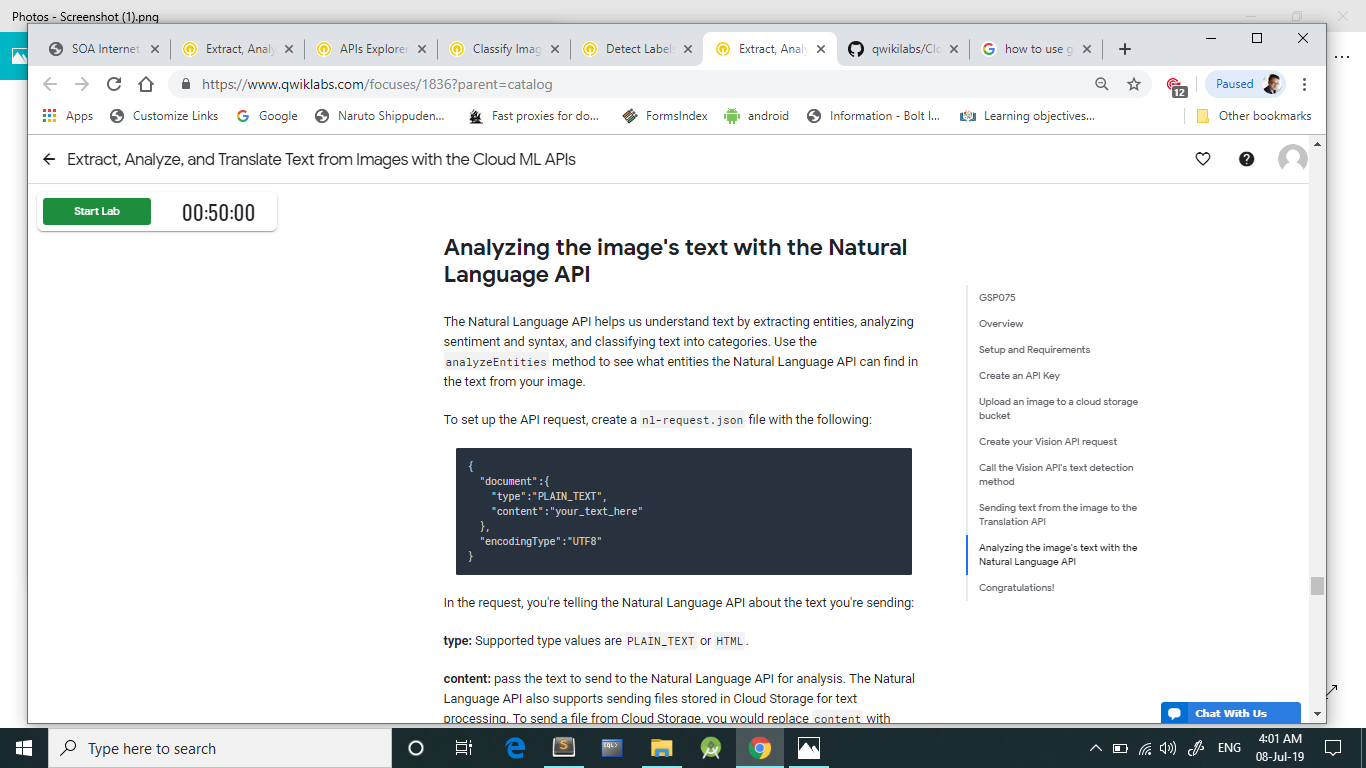 Photos - Screenshot (1).png
SOA Internet
Extract, Analy
APIs Explorer
Classify Imag
Detect Labels
Extract, Analy
qwikilabs/Clo
how to use g
https://www.qwiklabs.com/focuses/1836?parent=catalog
12
Paused
Apps
Customize Links
Google
Naruto Shippuden...
Fast proxies for do...
FormsIndex
android
Information - Bolt I...
Learning objectives...
Other bookmarks
Extract, Analyze, and Translate Text from Images with the Cloud ML APIs
Start Lab
00:50:00
Analyzing the image's text with the Natural
Language API
The Natural Language API helps us understand text by extracting entities, analyzing
sentiment and syntax, and classifying text into categories. Use the
analyzeEntities method to see what entities the Natural Language API can find in
the text from your image.
To set up the API request, create a nl-request.json file with the following:
{
"document":{
"type":"PLAIN_TEXT",
"content":"your_text_here"
},
"encodingType":"UTF8"
}
In the request, you're telling the Natural Language API about the text you're sending:
type: Supported type values are PLAIN_TEXT or HTML.
content: pass the text to send to the Natural Language API for analysis. The Natural
Language API also supports sending files stored in Cloud Storage for text
processing. To send a file from Cloud Storage, you would replace content with
GSP075
Overview
Setup and Requirements
Create an API Key
Upload an image to a cloud storage
bucket
Create your Vision API request
Call the Vision API's text detection
method
Sending text from the image to the
Translation API
Analyzing the image's text with the
Natural Language API
Congratulations!
Chat With Us
Type here to search
SQL>
ENG
4:01 AM
08-Jul-19